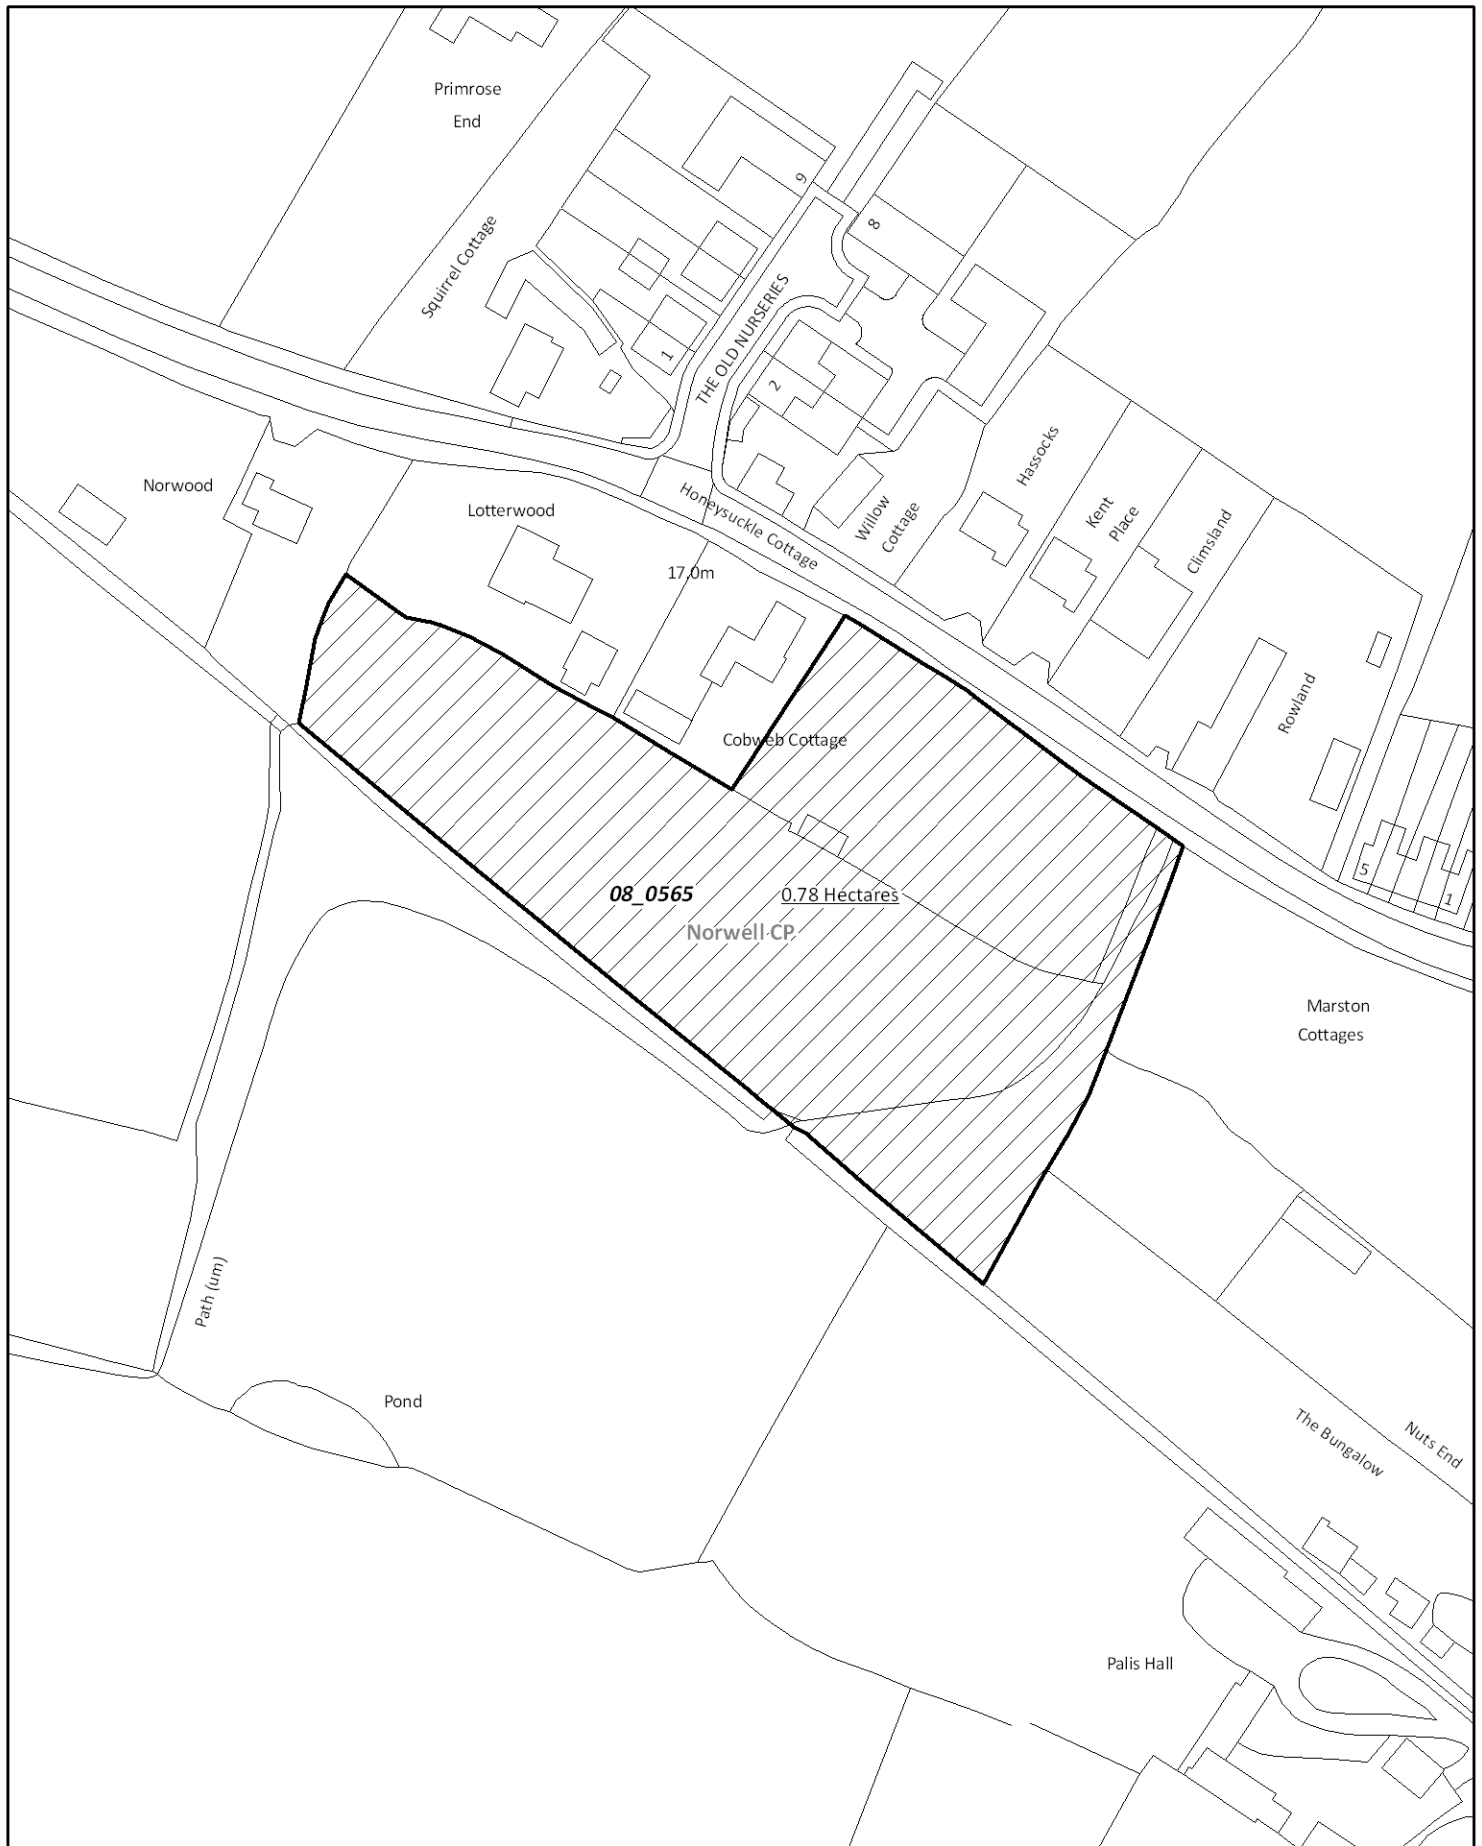 Primrose
End
Squirrel Cottage
9
8
THE OLD NURSERIES
1
2
Norwood
Lotterwood
Honeysuckle Cottage
Willow
Cottage
Hassocks
Kent
Place
Climsland
17.0m
Rowland
Cobweb Cottage
5
1
08_0565
0.78 Hectares
Norwell CP
Marston
Cottages
Path (um)
Pond
The Bungalow
Nuts End
Palis Hall